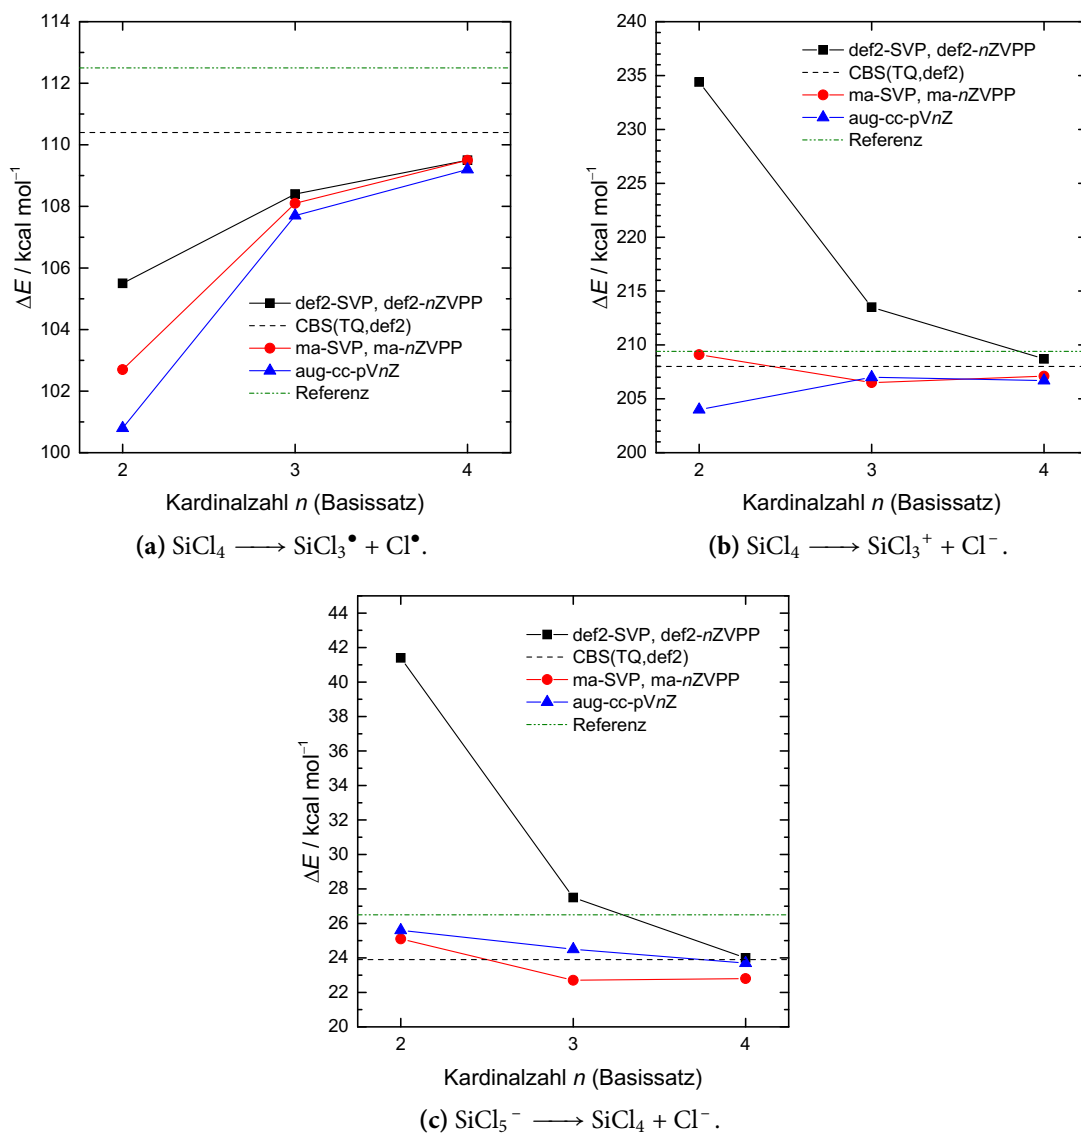 114
112
110
108
106
104
102
100
ΔE / kcal mol⁻¹
def2-SVP, def2-nZVPP
CBS(TQ,def2)
ma-SVP, ma-nZVPP
aug-cc-pVnZ
Referenz
2 3 4
Kardinalzahl n (Basissatz)
(a) SiCl₄ ⟶ SiCl₃• + Cl•.
240
235
230
225
220
215
210
205
200
ΔE / kcal mol⁻¹
def2-SVP, def2-nZVPP
CBS(TQ,def2)
ma-SVP, ma-nZVPP
aug-cc-pVnZ
Referenz
2 3 4
Kardinalzahl n (Basissatz)
(b) SiCl₄ ⟶ SiCl₃⁺ + Cl⁻.
44
42
40
38
36
34
32
30
28
26
24
22
20
ΔE / kcal mol⁻¹
def2-SVP, def2-nZVPP
CBS(TQ,def2)
ma-SVP, ma-nZVPP
aug-cc-pVnZ
Referenz
2 3 4
Kardinalzahl n (Basissatz)
(c) SiCl₅⁻ ⟶ SiCl₄ + Cl⁻.